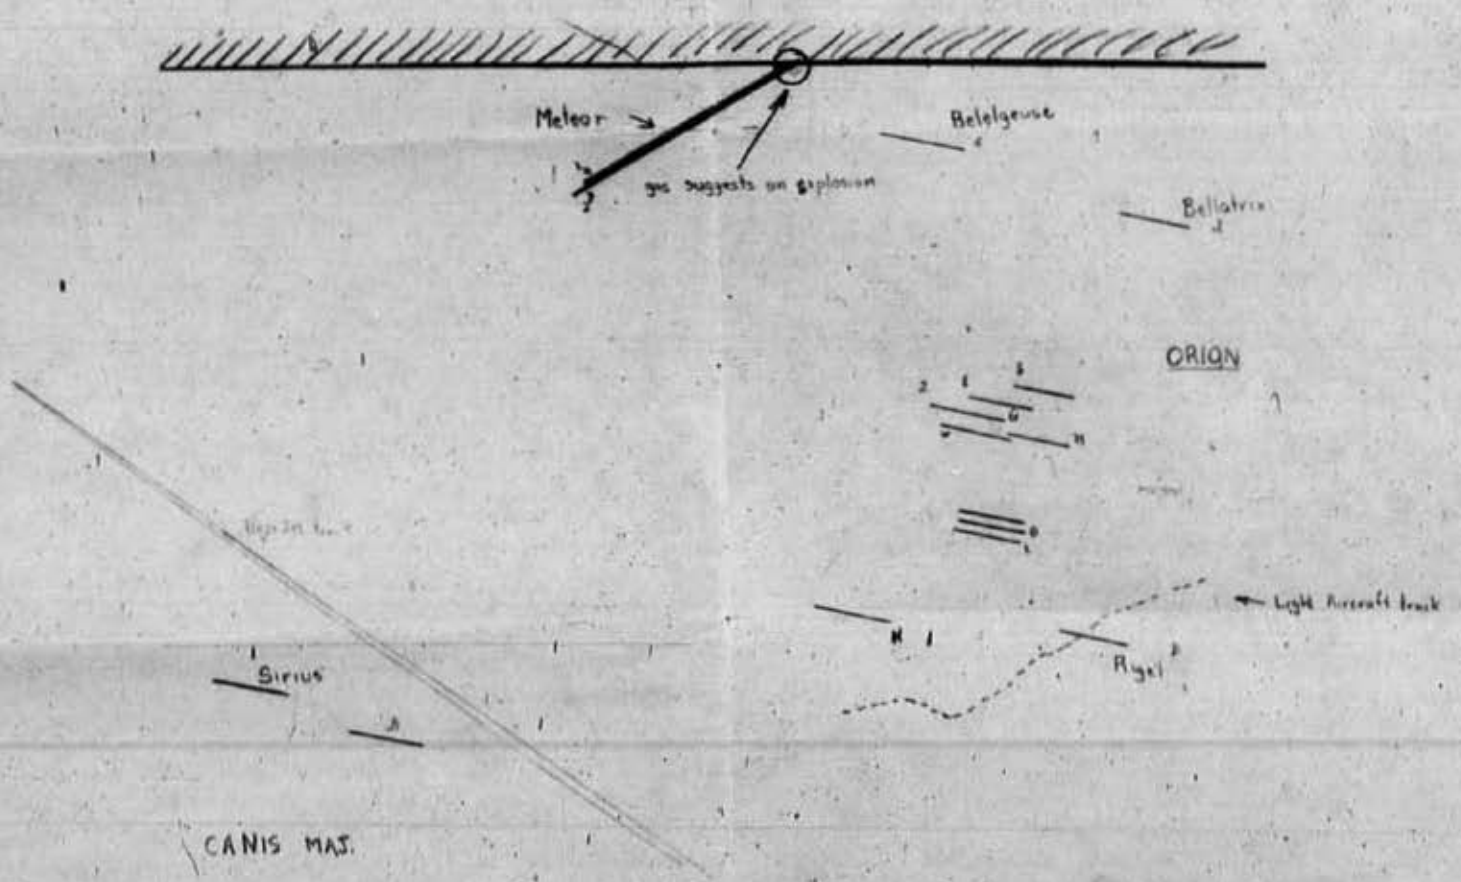 Meteor
Betelgeuse
gas suggests an explosion
Bellatrix
ORION
Light Aircraft track
Sirius
Rigel
CANIS MAJ.